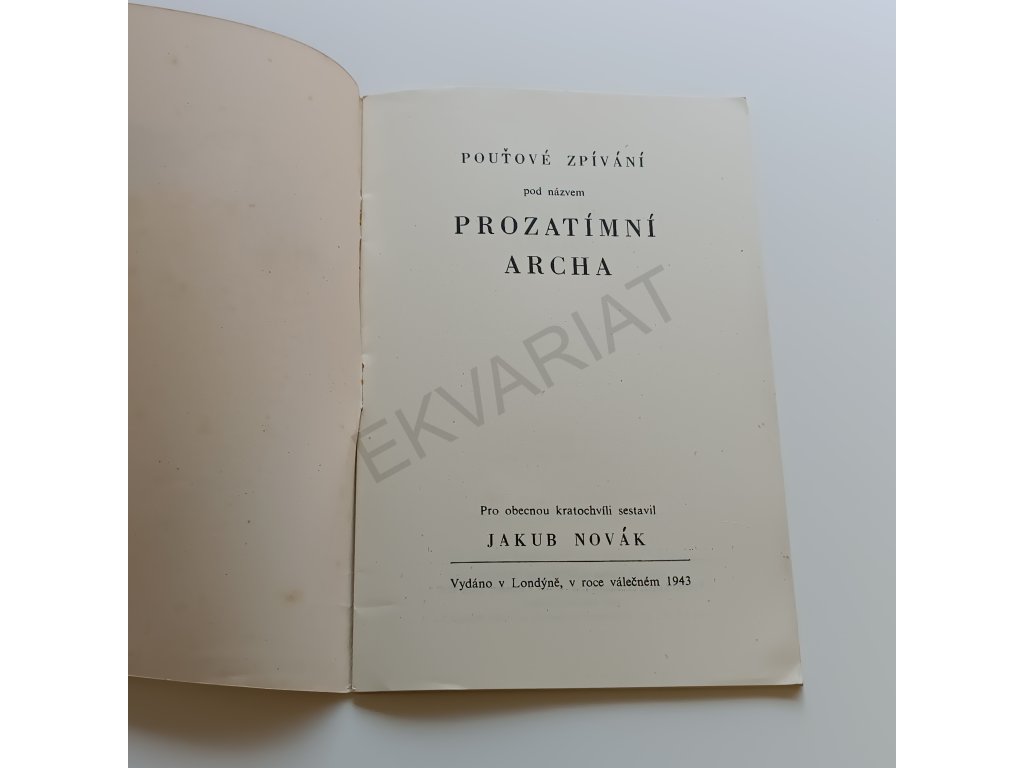 POUŤOVÉ ZPÍVÁNÍ
pod názvem
PROZATÍMNÍ
ARCHA
EKVARIAT
Pro obecnou kratochvíli sestavil
JAKUB NOVÁK
Vydáno v Londýně, v roce válečném 1943